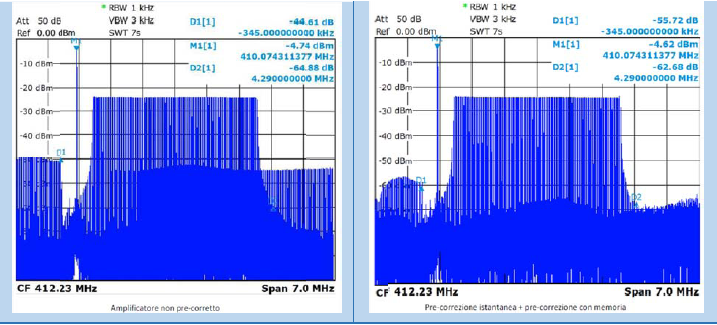 * RBW 1 kHz
Att 50 dB VBW 3 kHz D1[1] -44.61 dB
Ref 0.00 dBm SWT 7s -345.000000000 kHz
M1[1] -4.74 dBm
410.074311377 MHz
D2[1] -64.88 dB
4.290000000 MHz
M1
-10 dBm
-20 dBm
-30 dBm
-40 dBm
D1
CF 412.23 MHz Span 7.0 MHz
Amplificatore non pre-corretto
* RBW 1 kHz
Att 50 dB VBW 3 kHz D1[1] -55.72 dB
Ref 0.00 dBm SWT 7s -345.000000000 kHz
M1[1] -4.62 dBm
410.074311377 MHz
D2[1] -62.68 dB
4.290000000 MHz
M1
-10 dBm
-20 dBm
-30 dBm
-40 dBm
-50 dBm
D1
D2
CF 412.23 MHz Span 7.0 MHz
Pre-correzione istantanea + pre-correzione con memoria